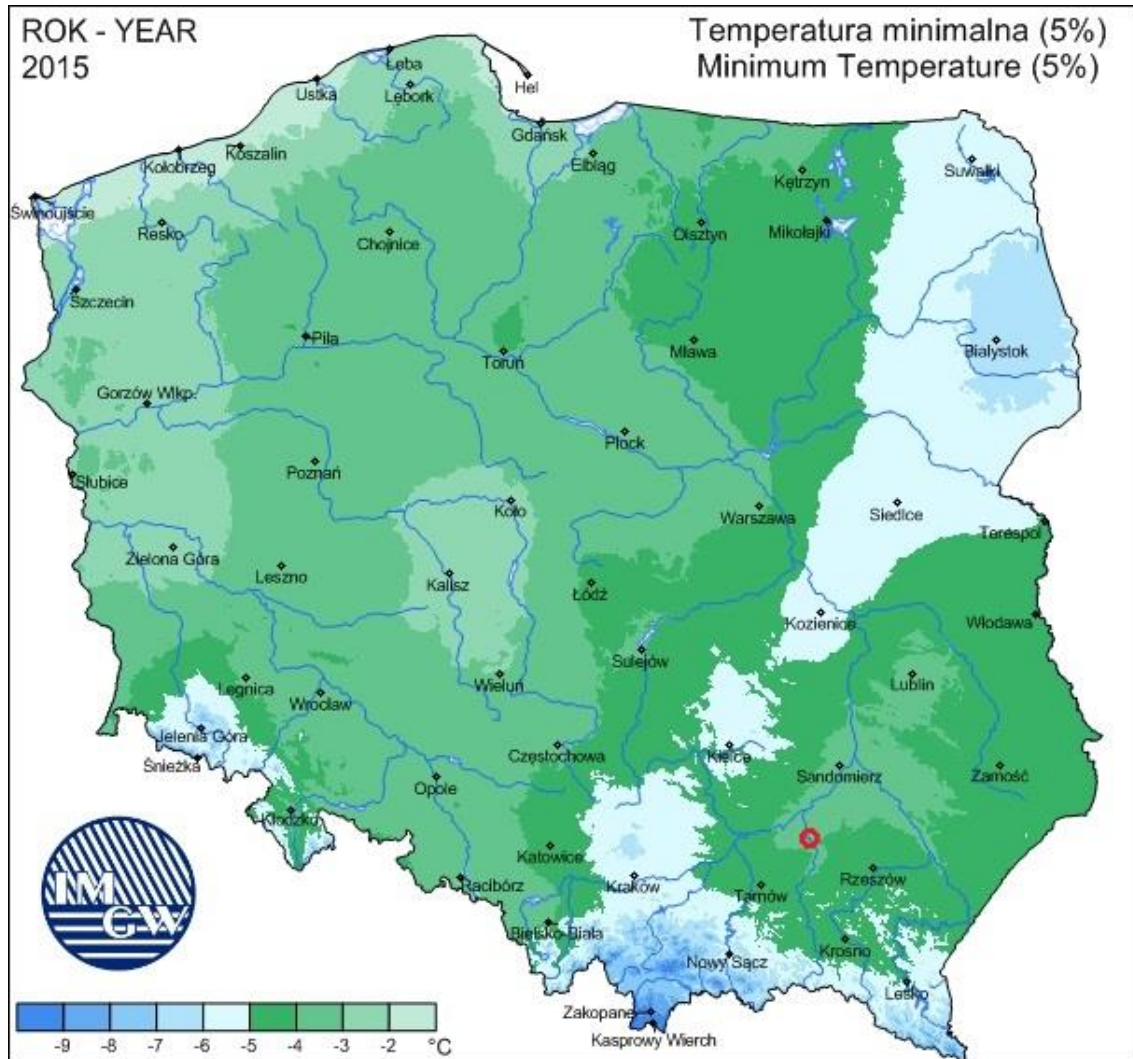 ROK - YEAR
2015
Temperatura minimalna (5%)
Minimum Temperature (5%)
Łeba
Hel
Ustka
Lębork
Gdańsk
Koszalin
Kołobrzeg
Elbląg
Suwałki
Kętrzyn
Świnoujście
Resko
Chojnice
Olsztyn
Mikołajki
Szczecin
Piła
Toruń
Mława
Białystok
Gorzów Wlkp.
Płock
Poznań
Słubice
Koło
Warszawa
Siedlce
Terespol
Zielona Góra
Leszno
Kalisz
Łódź
Kozienice
Włodawa
Sulejów
Legnica
Wrocław
Wieluń
Lublin
Jelenia Góra
Śnieżka
Częstochowa
Kielce
Sandomierz
Zamość
Opole
Kłodzko
Katowice
Racibórz
Kraków
Tarnów
Rzeszów
Bielsko-Biała
Nowy Sącz
Krosno
Lesko
Zakopane
Kasprowy Wierch
IM
GW
-9 -8 -7 -6 -5 -4 -3 -2 °C